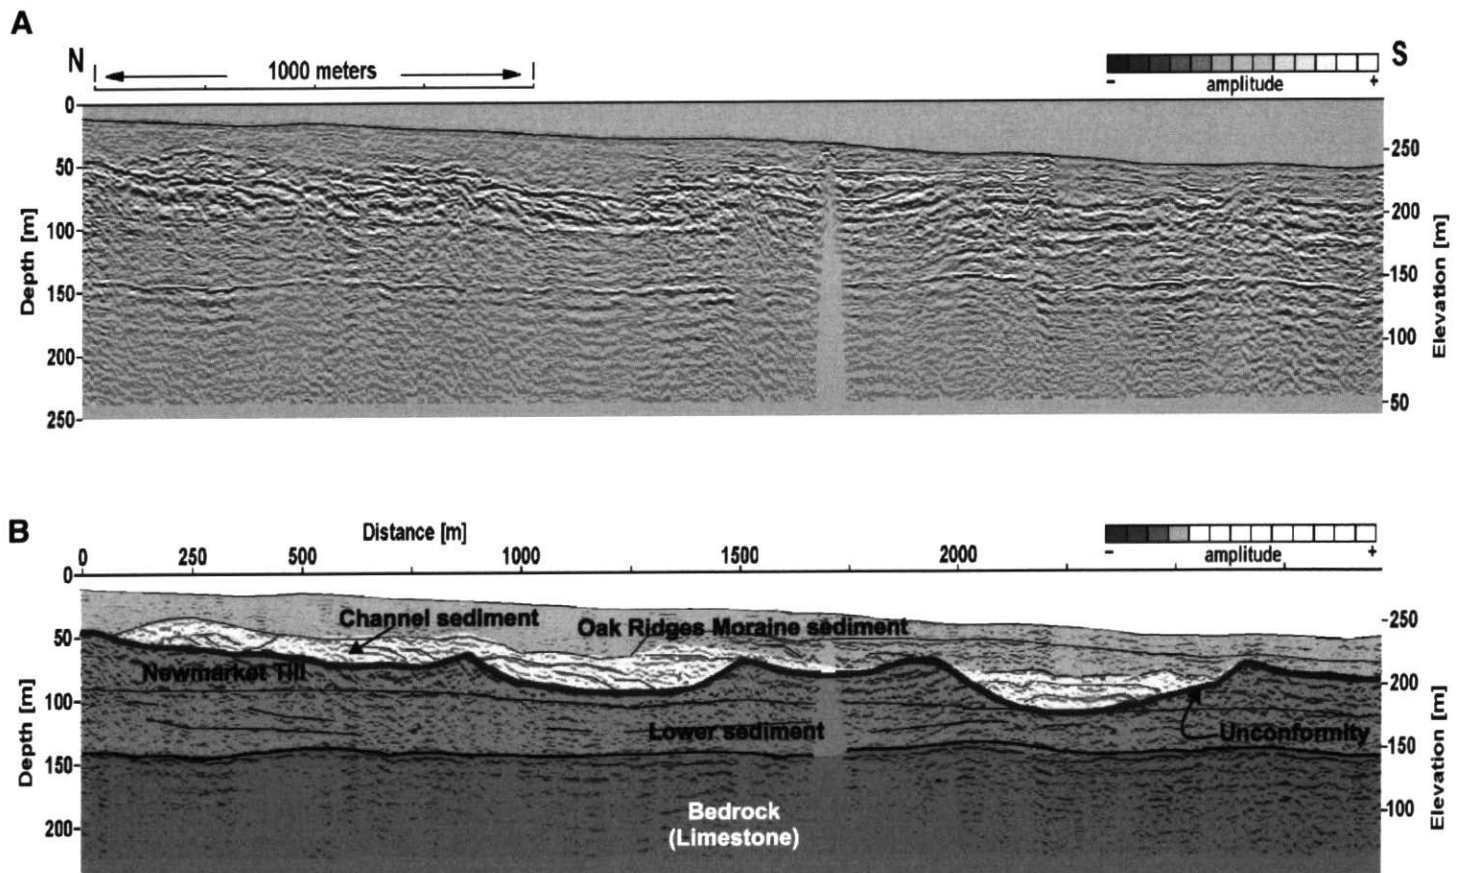 A
N
1000 meters
S
- amplitude +
0
50
100
150
200
250
Depth [m]
250
200
150
100
50
Elevation [m]
B
Distance [m]
0 250 500 1000 1500 2000
- amplitude +
0
50
100
150
200
Depth [m]
250
200
150
100
Elevation [m]
Channel sediment
Oak Ridges Moraine sediment
Newmarket Till
Lower sediment
Unconformity
Bedrock
(Limestone)